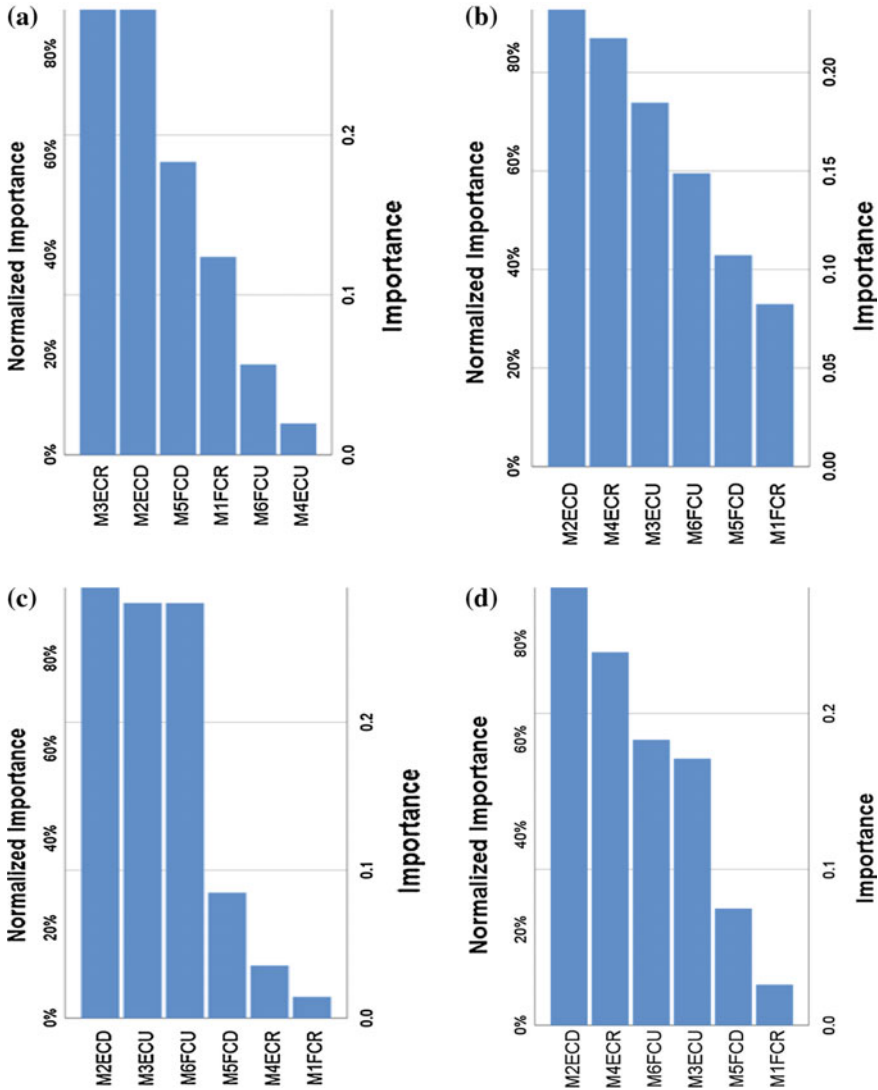 (a)
Normalized Importance
80%
60%
40%
20%
0%
0.2
0.1
0.0
Importance
M3ECR
M2ECD
M5FCD
M1FCR
M6FCU
M4ECU
(b)
Normalized Importance
80%
60%
40%
20%
0%
0.20
0.15
0.10
0.05
0.00
Importance
M2ECD
M4ECR
M3ECU
M6FCU
M5FCD
M1FCR
(c)
Normalized Importance
80%
60%
40%
20%
0%
0.2
0.1
0.0
Importance
M2ECD
M3ECU
M6FCU
M5FCD
M4ECR
M1FCR
(d)
Normalized Importance
80%
60%
40%
20%
0%
0.2
0.1
0.0
Importance
M2ECD
M4ECR
M6FCU
M3ECU
M5FCD
M1FCR